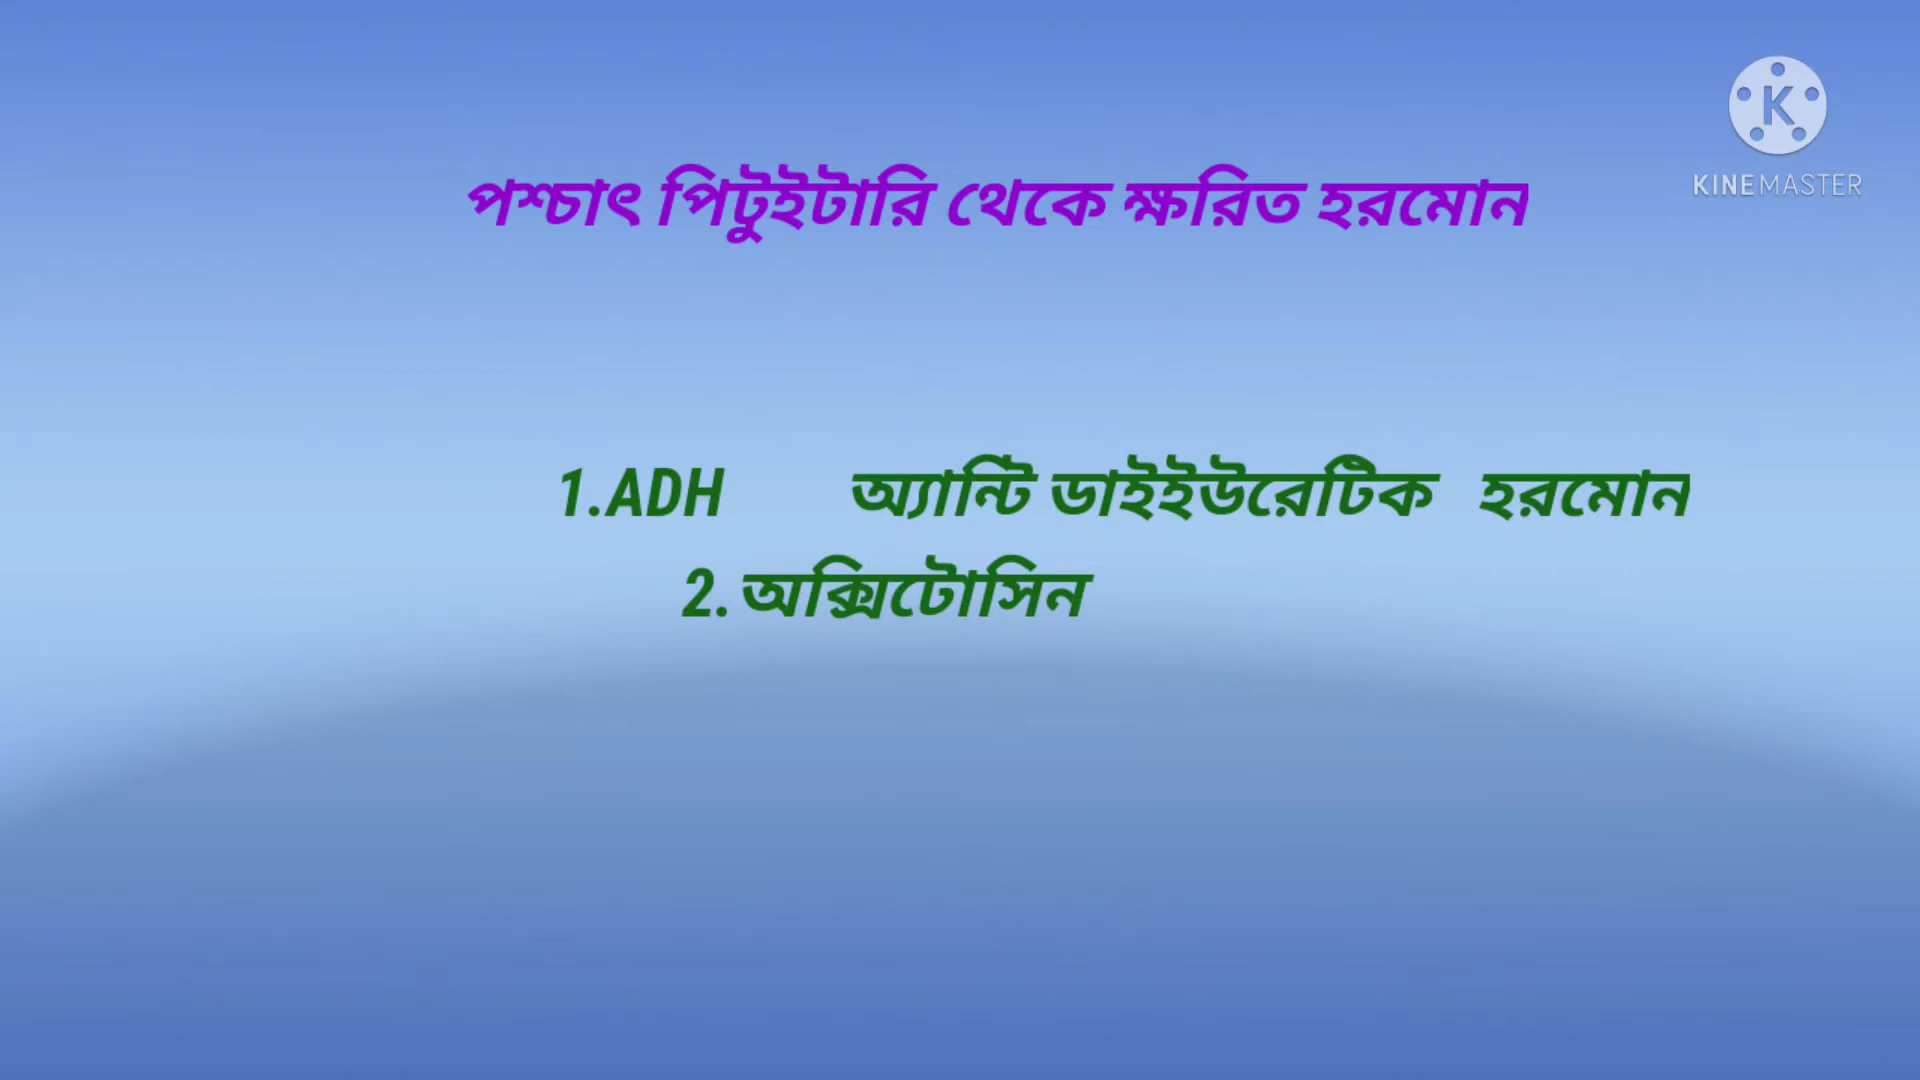 KINEMASTER
পশ্চাৎ পিটুইটারি থেকে ক্ষরিত হরমোন
1.ADH অ্যান্টি ডাইইউরেটিক হরমোন
2. অক্সিটোসিন